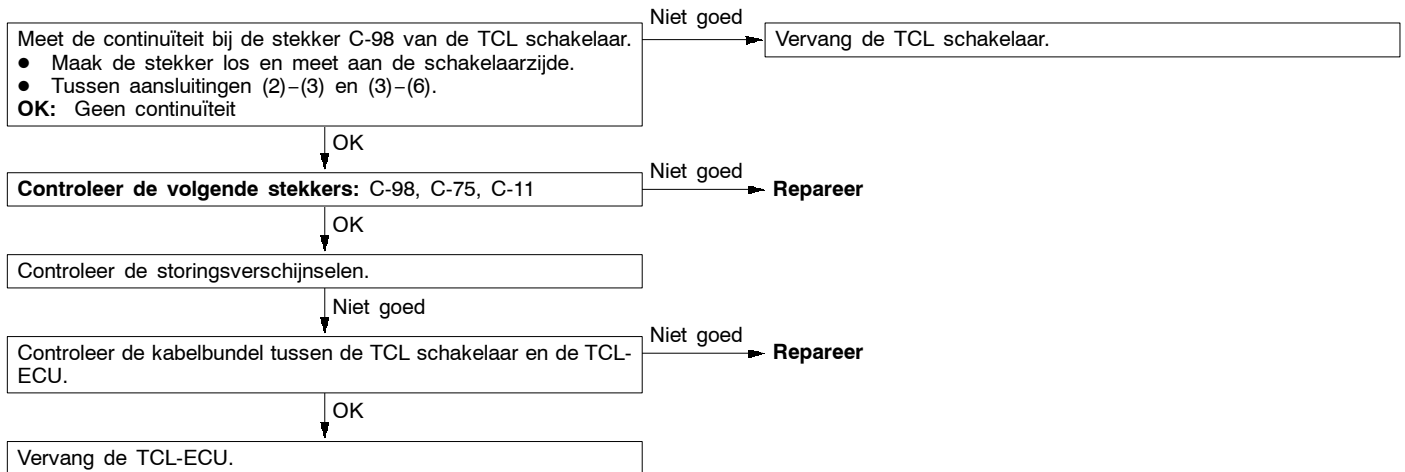 Niet goed
Meet de continuïteit bij de stekker C-98 van de TCL schakelaar.
Vervang de TCL schakelaar.
● Maak de stekker los en meet aan de schakelaarzijde.
● Tussen aansluitingen (2)–(3) en (3)–(6).
OK: Geen continuïteit
OK
Niet goed
Controleer de volgende stekkers: C-98, C-75, C-11
Repareer
OK
Controleer de storingsverschijnselen.
Niet goed
Niet goed
Controleer de kabelbundel tussen de TCL schakelaar en de TCL-
ECU.
Repareer
OK
Vervang de TCL-ECU.